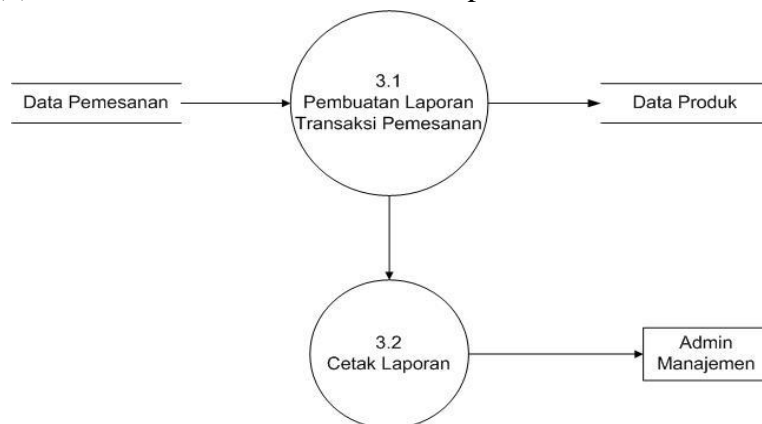 3.1
Pembuatan Laporan
Transaksi Pemesanan
Data Pemesanan
Data Produk
3.2
Cetak Laporan
Admin
Manajemen